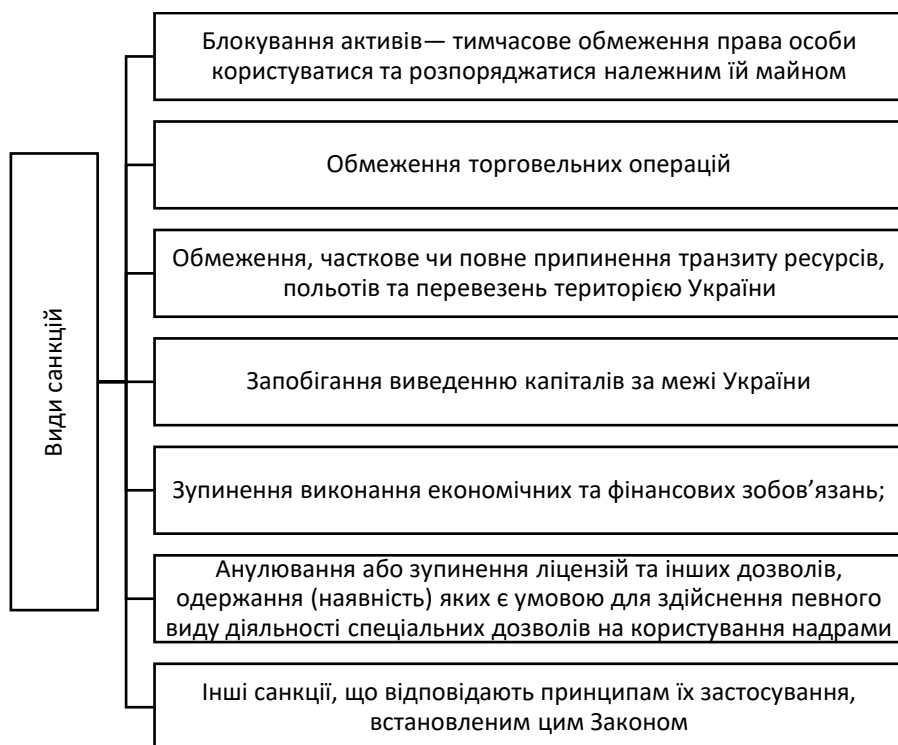 Види санкцій
Блокування активів— тимчасове обмеження права особи
користуватися та розпоряджатися належним їй майном
Обмеження торговельних операцій
Обмеження, часткове чи повне припинення транзиту ресурсів,
польотів та перевезень територією України
Запобігання виведенню капіталів за межі України
Зупинення виконання економічних та фінансових зобов’язань;
Анулювання або зупинення ліцензій та інших дозволів,
одержання (наявність) яких є умовою для здійснення певного
виду діяльності спеціальних дозволів на користування надрами
Інші санкції, що відповідають принципам їх застосування,
встановленим цим Законом